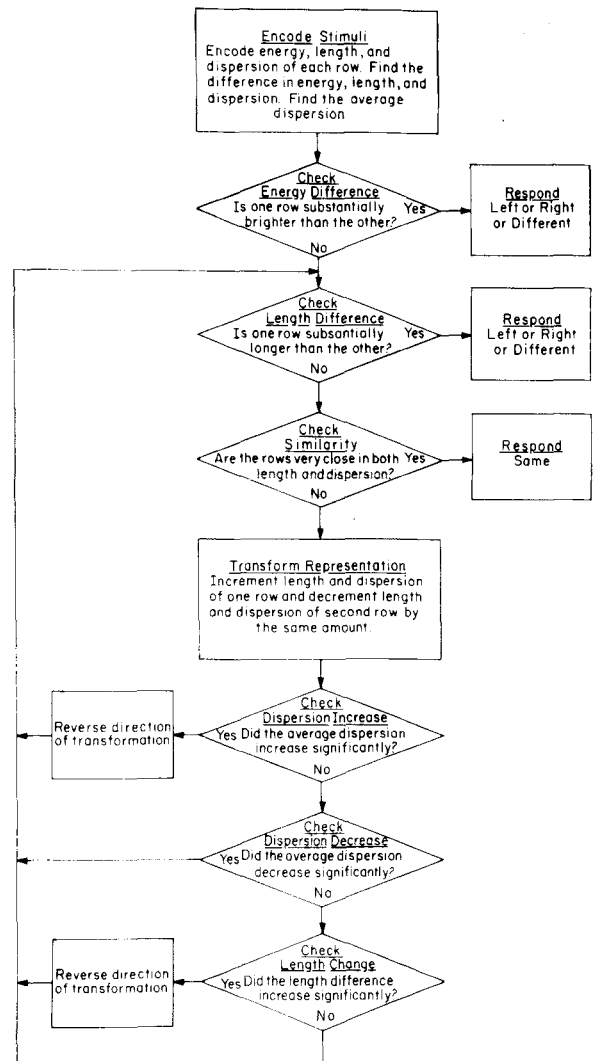 Encode Stimuli
Encode energy, length, and
dispersion of each row. Find the
difference in energy, length, and
dispersion. Find the average
dispersion
Check
Energy Difference
Is one row substantially
brighter than the other?
Yes
No
Respond
Left or Right
or Different
Check
Length Difference
Is one row substantially
longer than the other?
Yes
No
Respond
Left or Right
or Different
Check
Similarity
Are the rows very close in both
length and dispersion?
Yes
No
Respond
Same
Transform Representation
Increment length and dispersion
of one row and decrement length
and dispersion of second row by
the same amount.
Check
Dispersion Increase
Did the average dispersion
increase significantly?
Yes
No
Reverse direction
of transformation
Check
Dispersion Decrease
Did the average dispersion
decrease significantly?
Yes
No
Check
Length Change
Did the length difference
increase significantly?
Yes
No
Reverse direction
of transformation